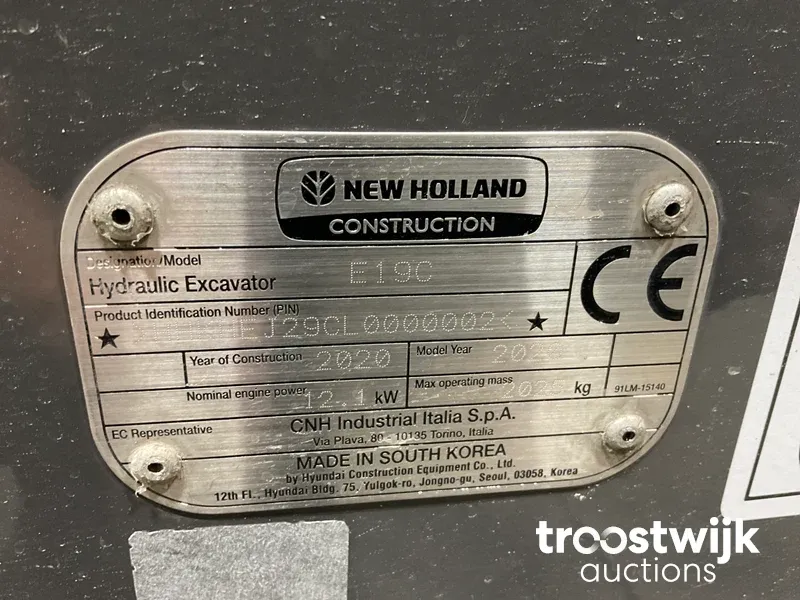 NEW HOLLAND
CONSTRUCTION
Designation/Model
Hydraulic Excavator E19C
CE
Product Identification Number (PIN)
★ EJ29CL0000002< ★
Year of Construction 2020 Model Year
Nominal engine power 12.1 kW Max operating mass kg 91LM-15140
EC Representative CNH Industrial Italia S.p.A.
Via Plava, 80 - 10135 Torino, Italia
MADE IN SOUTH KOREA
by Hyundai Construction Equipment Co., Ltd.
12th Fl., Hyundai Bldg. 75, Yulgok-ro, Jongno-gu, Seoul, 03058, Korea
troostwijk
auctions